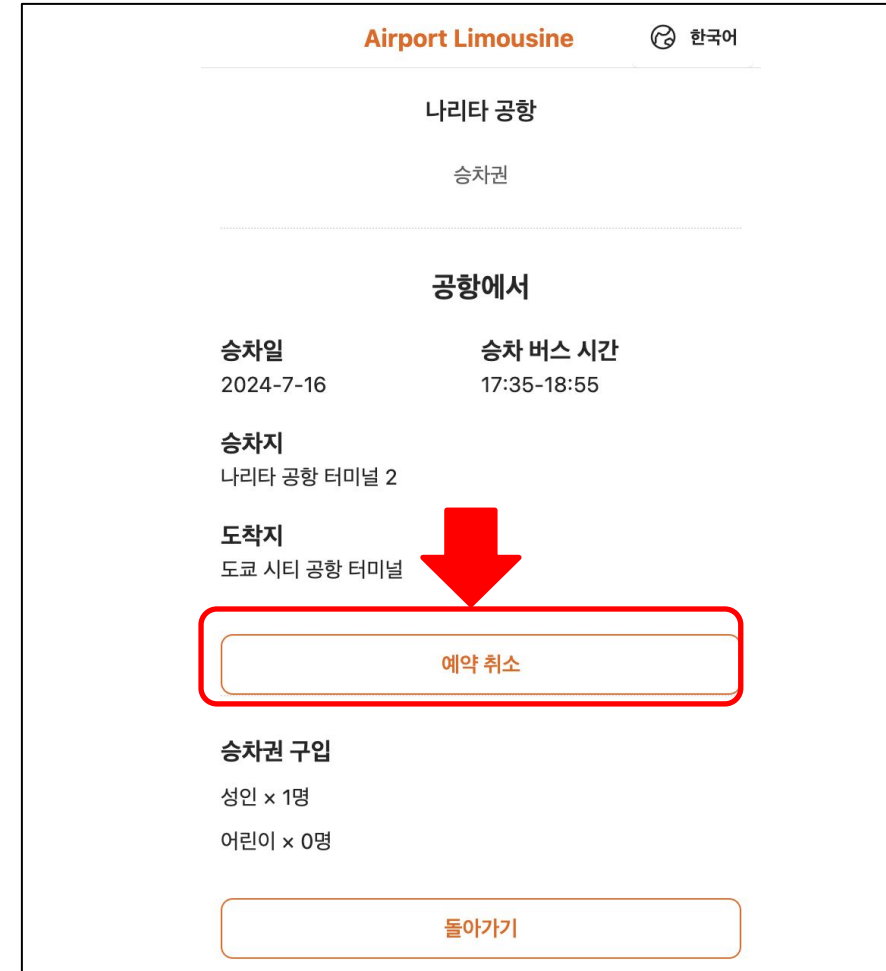 Airport Limousine 한국어
나리타 공항
승차권
공항에서
승차일 승차 버스 시간
2024-7-16 17:35-18:55
승차지
나리타 공항 터미널 2
도착지
도쿄 시티 공항 터미널
예약 취소
승차권 구입
성인 × 1명
어린이 × 0명
돌아가기